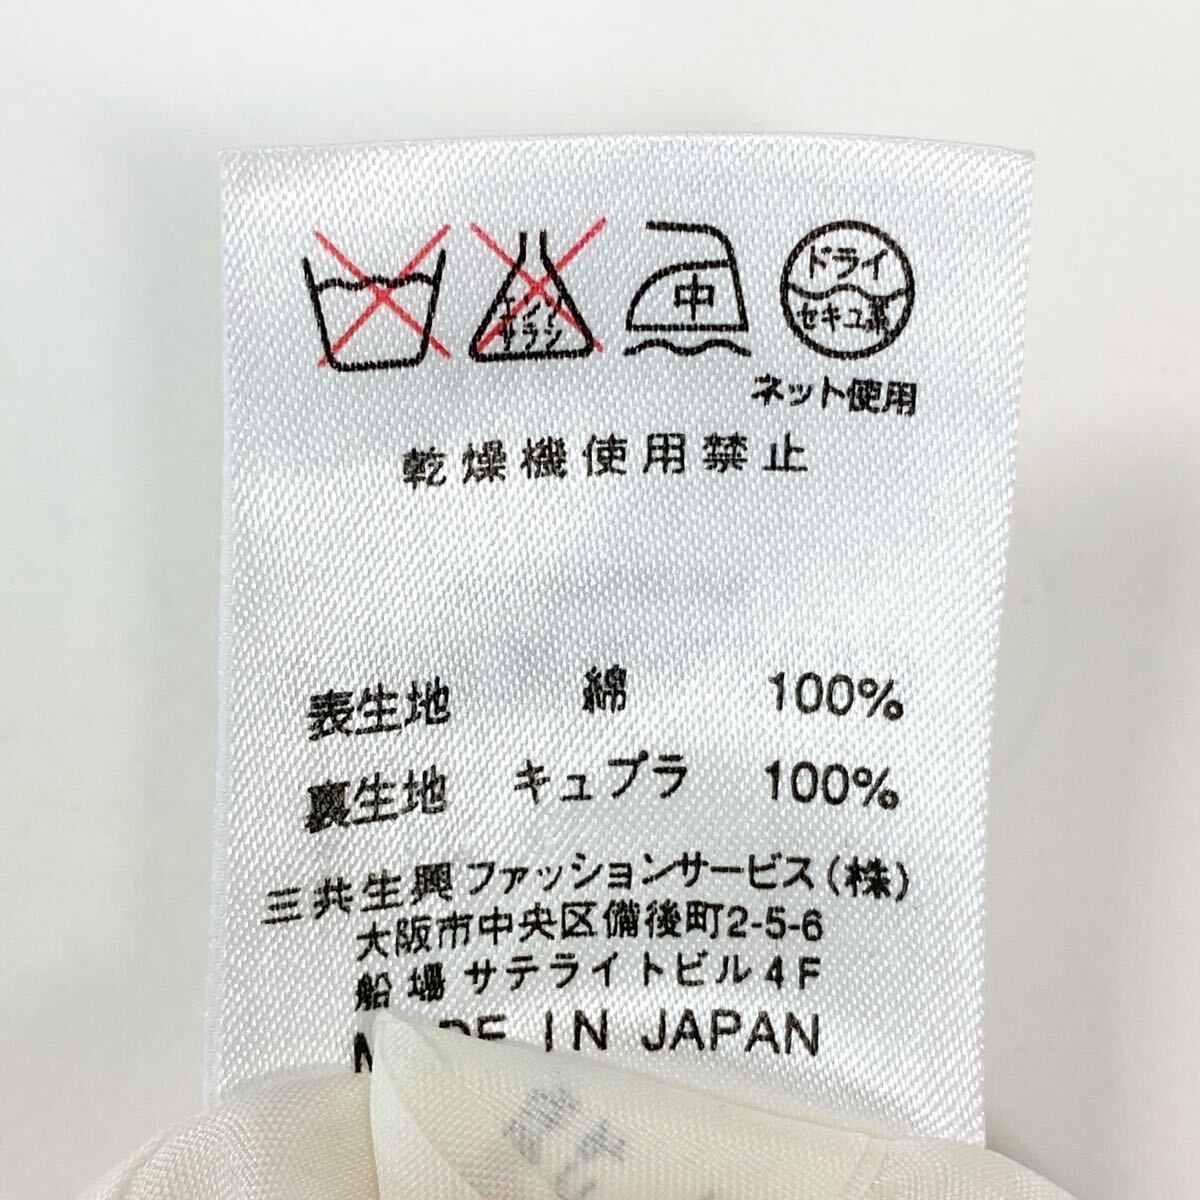 エンソ
サラシ
中
ドライ
セキユ系
ネット使用
乾燥機使用禁止
表生地 綿 100%
裏生地 キュプラ 100%
三共生興ファッションサービス(株)
大阪市中央区備後町2-5-6
船場サテライトビル4F
MADE IN JAPAN